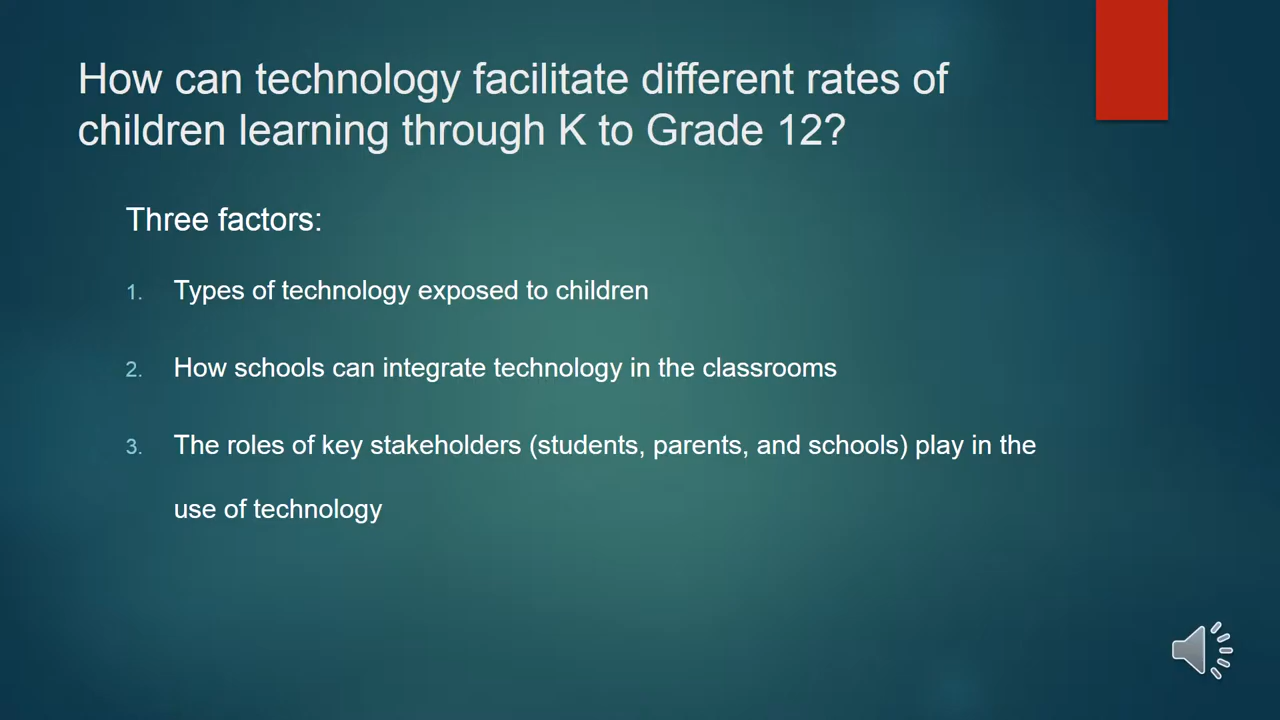 How can technology facilitate different rates of
children learning through K to Grade 12?
Three factors:
1. Types of technology exposed to children
2. How schools can integrate technology in the classrooms
3. The roles of key stakeholders (students, parents, and schools) play in the
use of technology